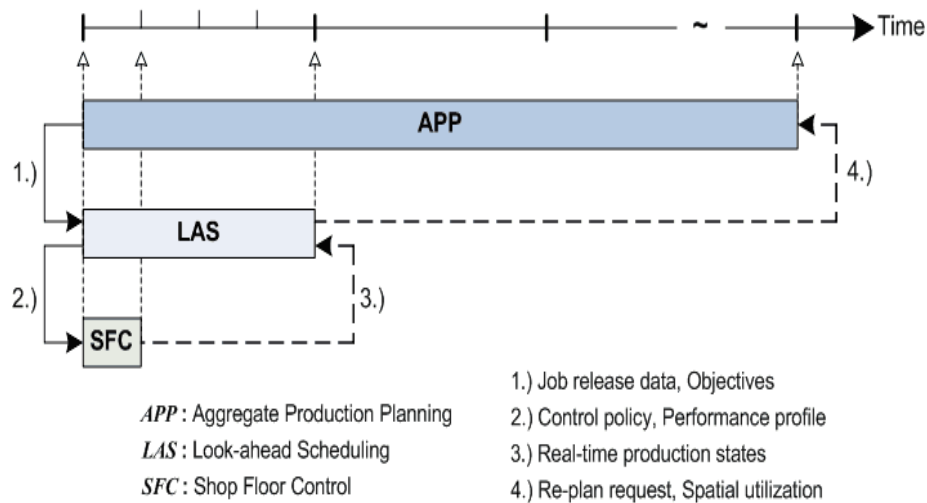 ~
Time
APP
1.)
4.)
LAS
2.)
3.)
SFC
APP : Aggregate Production Planning
LAS : Look-ahead Scheduling
SFC : Shop Floor Control
1.) Job release data, Objectives
2.) Control policy, Performance profile
3.) Real-time production states
4.) Re-plan request, Spatial utilization